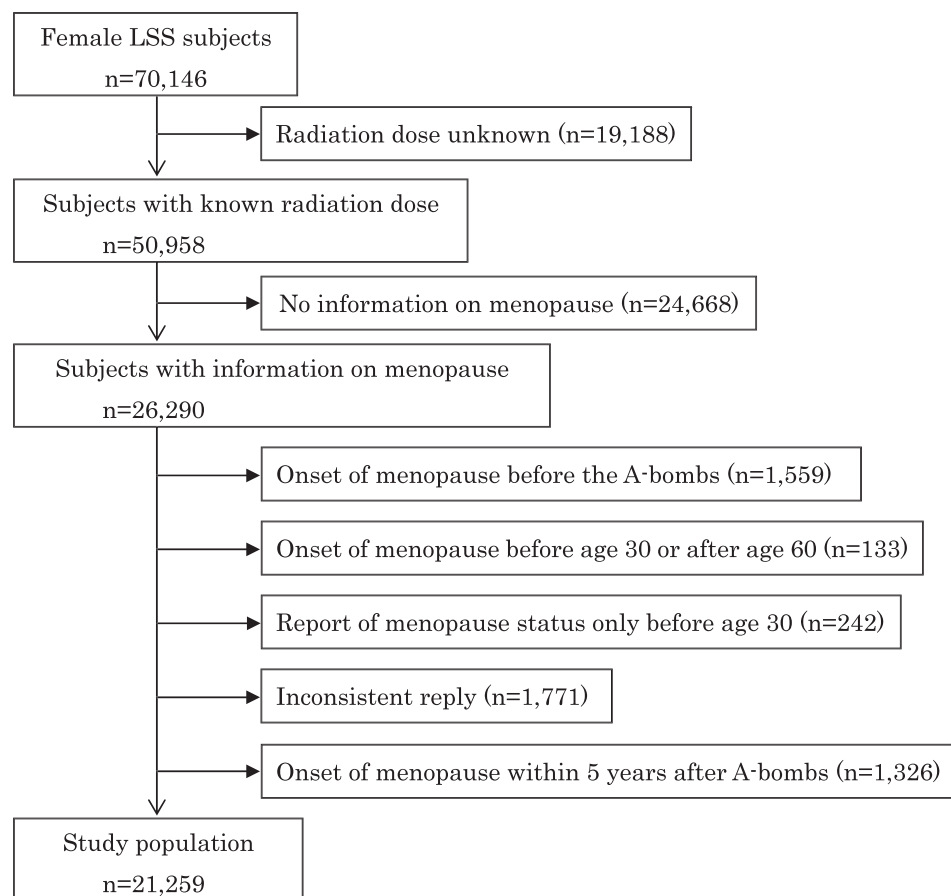 Female LSS subjects
n=70,146
Radiation dose unknown (n=19,188)
Subjects with known radiation dose
n=50,958
No information on menopause (n=24,668)
Subjects with information on menopause
n=26,290
Onset of menopause before the A-bombs (n=1,559)
Onset of menopause before age 30 or after age 60 (n=133)
Report of menopause status only before age 30 (n=242)
Inconsistent reply (n=1,771)
Onset of menopause within 5 years after A-bombs (n=1,326)
Study population
n=21,259